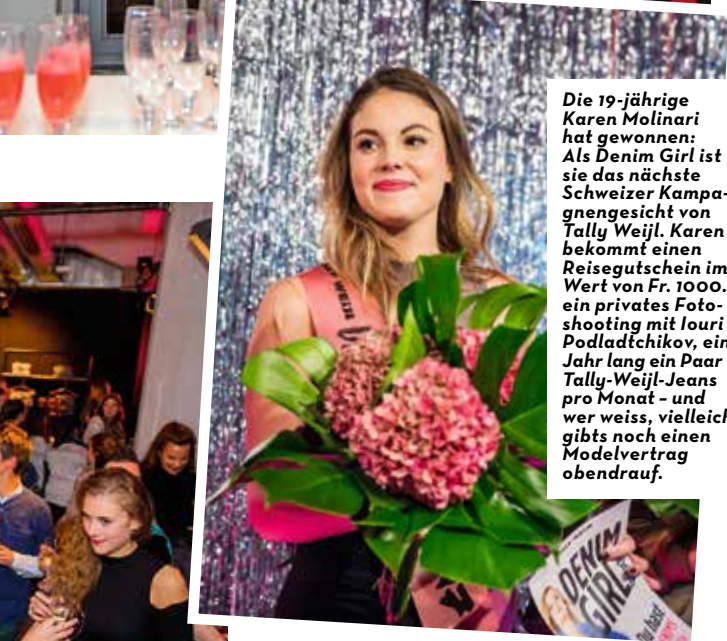 Die 19-jährige
Karen Molinari
hat gewonnen:
Als Denim Girl ist
sie das nächste
Schweizer Kampa-
gnengesicht von
Tally Weijl. Karen
bekommt einen
Reisegutschein im
Wert von Fr. 1000.
ein privates Foto-
shooting mit Iouri
Podladtchikov, ein
Jahr lang ein Paar
Tally-Weijl-Jeans
pro Monat – und
wer weiss, vielleich
gibts noch einen
Modelvertrag
obendrauf.
WEIJL
DENIM
GIRL